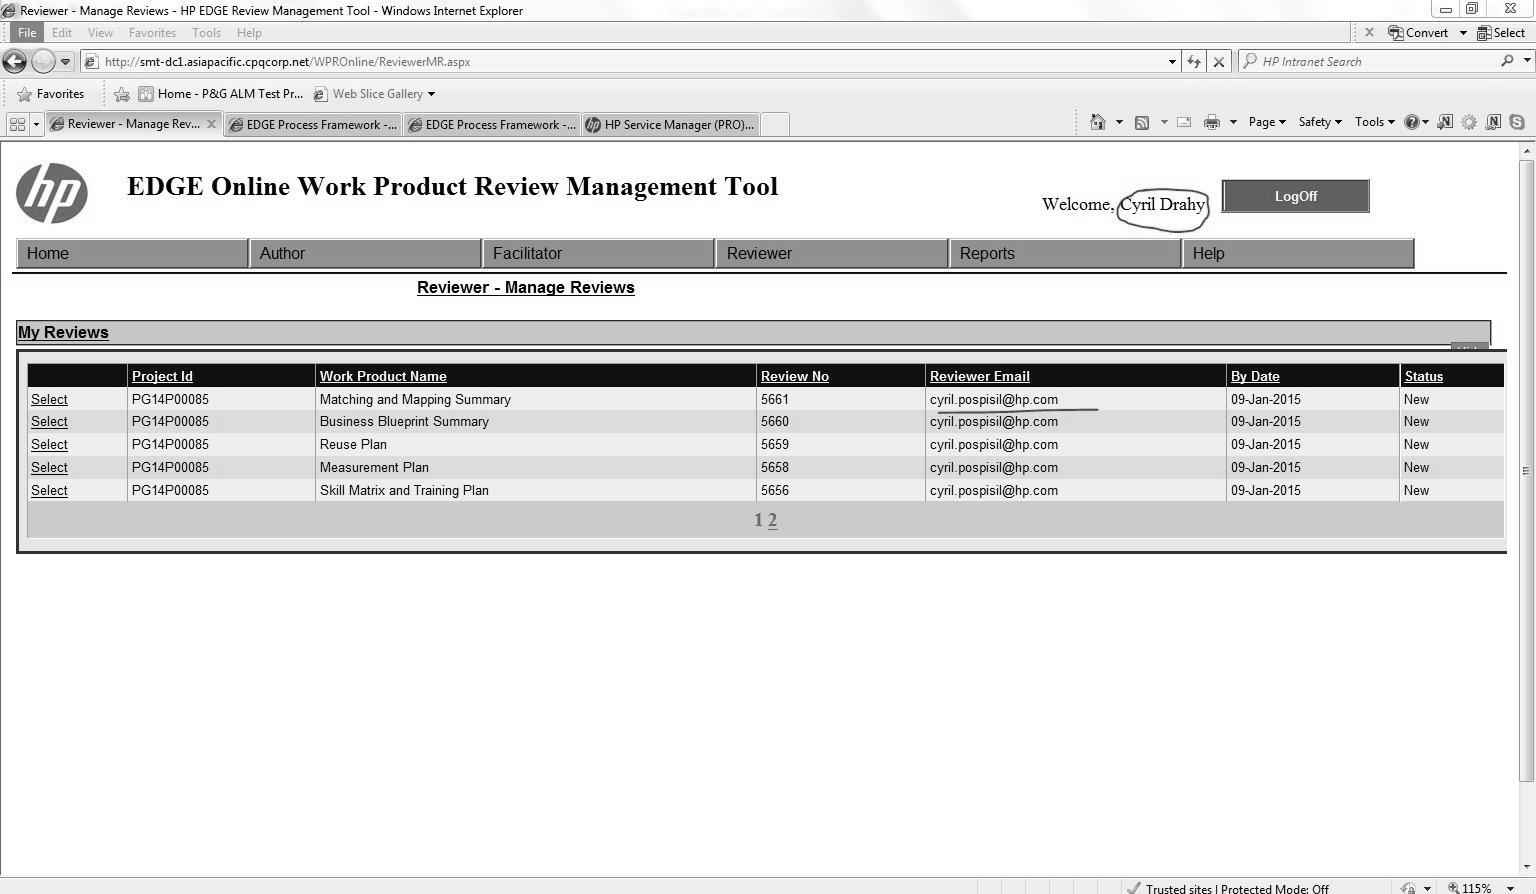 Reviewer - Manage Reviews - HP EDGE Review Management Tool - Windows Internet Explorer
File Edit View Favorites Tools Help
Convert Select
http://smt-dc1.asiapacific.cpqcorp.net/WPROnline/ReviewerMR.aspx
HP Intranet Search
Favorites Home - P&G ALM Test Pr... Web Slice Gallery
Reviewer - Manage Rev... EDGE Process Framework -... EDGE Process Framework -... HP Service Manager (PRO)...
Page Safety Tools
hp
EDGE Online Work Product Review Management Tool
Welcome, Cyril Drahy
LogOff
Home Author Facilitator Reviewer Reports Help
Reviewer - Manage Reviews
My Reviews
Project Id Work Product Name Review No Reviewer Email By Date Status
Select PG14P00085 Matching and Mapping Summary 5661 cyril.pospisil@hp.com 09-Jan-2015 New
Select PG14P00085 Business Blueprint Summary 5660 cyril.pospisil@hp.com 09-Jan-2015 New
Select PG14P00085 Reuse Plan 5659 cyril.pospisil@hp.com 09-Jan-2015 New
Select PG14P00085 Measurement Plan 5658 cyril.pospisil@hp.com 09-Jan-2015 New
Select PG14P00085 Skill Matrix and Training Plan 5656 cyril.pospisil@hp.com 09-Jan-2015 New
1 2
Trusted sites | Protected Mode: Off
115%